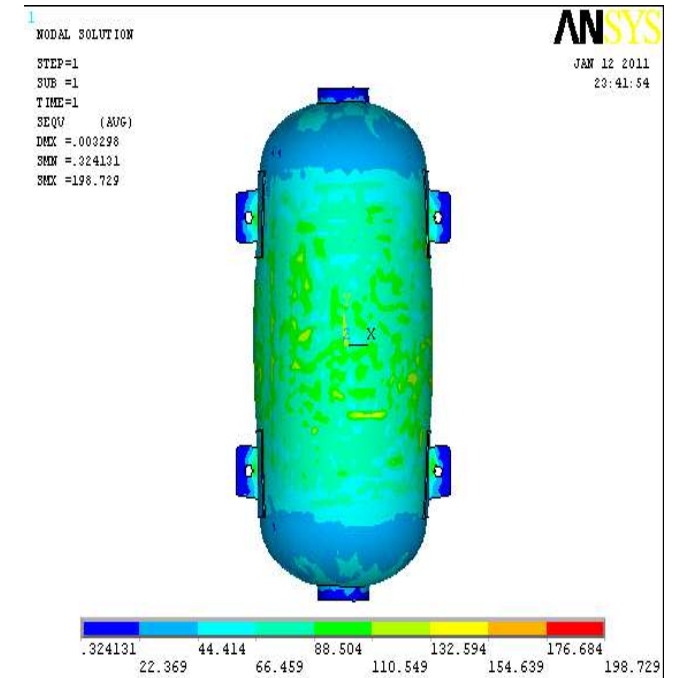 1
NODAL SOLUTION
STEP=1
SUB =1
TIME=1
SEQV (AVG)
DMX =.003298
SMN =.324131
SMX =198.729
ANSYS
JAN 12 2011
23:41:54
X
.324131 44.414 88.504 132.594 176.684
22.369 66.459 110.549 154.639 198.729